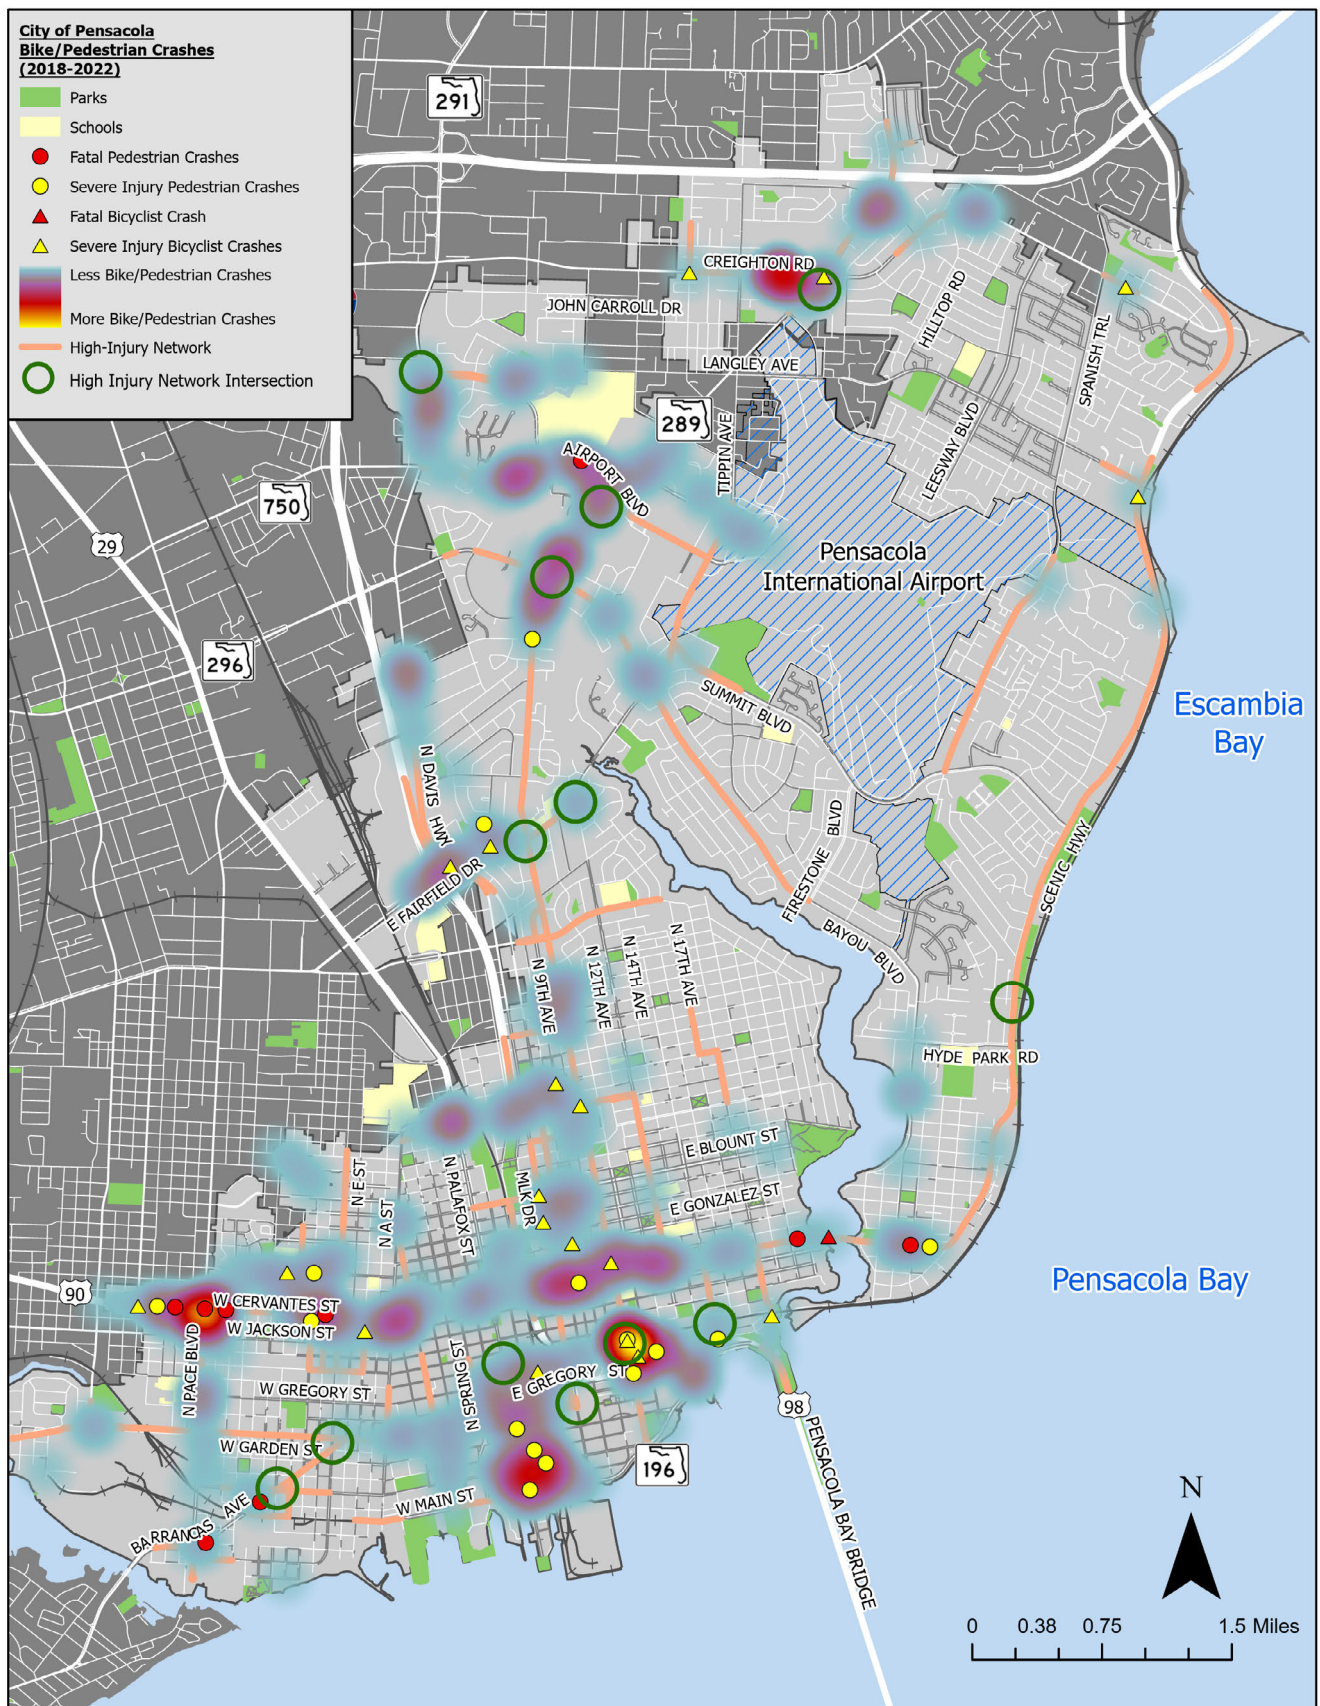 City of Pensacola
Bike/Pedestrian Crashes
(2018-2022)
Parks
Schools
Fatal Pedestrian Crashes
Severe Injury Pedestrian Crashes
Fatal Bicyclist Crash
Severe Injury Bicyclist Crashes
Less Bike/Pedestrian Crashes
More Bike/Pedestrian Crashes
High-Injury Network
High Injury Network Intersection
291
CREIGHTON RD
JOHN CARROLL DR
HILLTOP RD
SPANISH TRL
LANGLEY AVE
289
TIPPIN AVE
LEESWAY BLVD
AIRPORT BLVD
750
29
Pensacola
International Airport
296
SUMMIT BLVD
Escambia
Bay
N DAVIS HWY
FIRESTONE BLVD
SCENIC HWY
E FAIRFIELD DR
BAYOU BLVD
N 9TH AVE
N 12TH AVE
N 14TH AVE
N 17TH AVE
HYDE PARK RD
E BLOUNT ST
N E ST
N A ST
N PALAFOX ST
MLK DR
E GONZALEZ ST
90
Pensacola Bay
W CERVANTES ST
W JACKSON ST
N PACE BLVD
W GREGORY ST
N SPRING ST
E GREGORY ST
98
PENSACOLA BAY BRIDGE
W GARDEN ST
196
W MAIN ST
BARRANCAS AVE
N
0 0.38 0.75 1.5 Miles